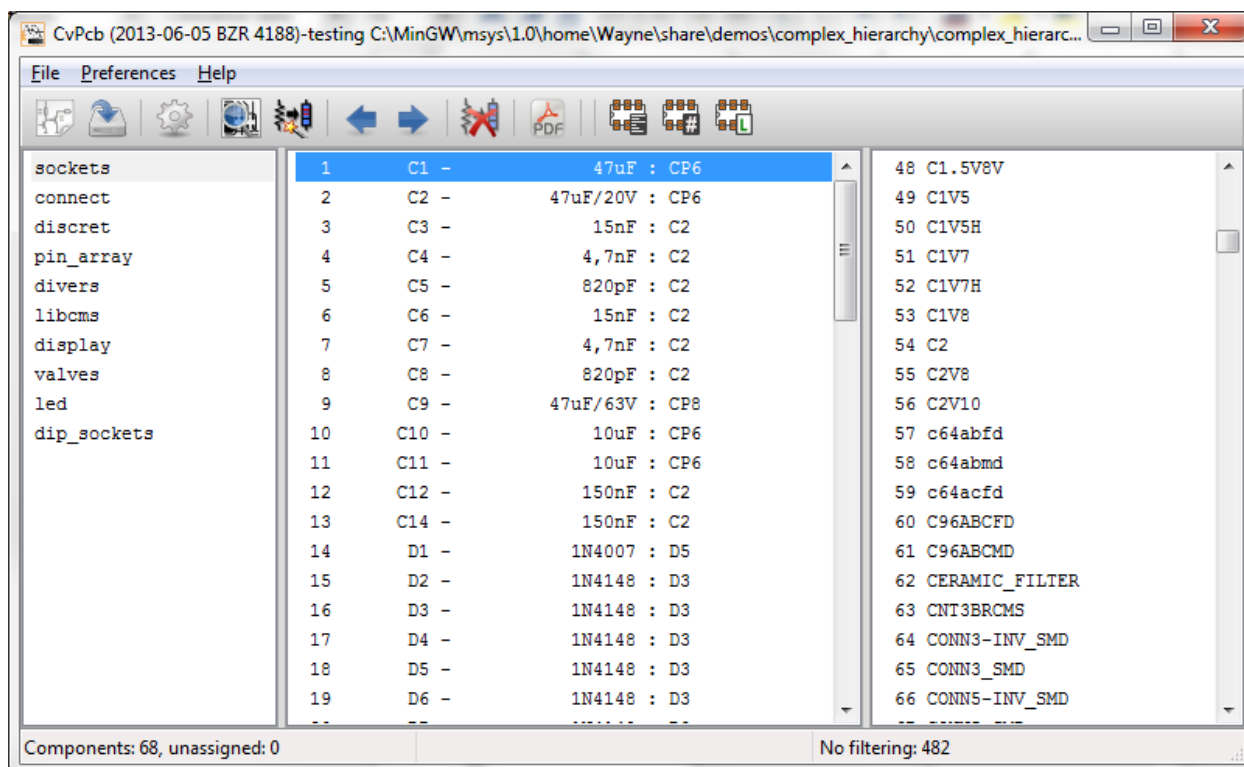 CvPcb (2013-06-05 BZR 4188)-testing C:\MinGW\msys\1.0\home\Wayne\share\demos\complex_hierarchy\complex_hierarc...
File Preferences Help
PDF # L
sockets
connect
discret
pin_array
divers
libcms
display
valves
led
dip_sockets
1 C1 - 47uF : CP6
2 C2 - 47uF/20V : CP6
3 C3 - 15nF : C2
4 C4 - 4,7nF : C2
5 C5 - 820pF : C2
6 C6 - 15nF : C2
7 C7 - 4,7nF : C2
8 C8 - 820pF : C2
9 C9 - 47uF/63V : CP8
10 C10 - 10uF : CP6
11 C11 - 10uF : CP6
12 C12 - 150nF : C2
13 C14 - 150nF : C2
14 D1 - 1N4007 : D5
15 D2 - 1N4148 : D3
16 D3 - 1N4148 : D3
17 D4 - 1N4148 : D3
18 D5 - 1N4148 : D3
19 D6 - 1N4148 : D3
48 C1.5V8V
49 C1V5
50 C1V5H
51 C1V7
52 C1V7H
53 C1V8
54 C2
55 C2V8
56 C2V10
57 c64abfd
58 c64abmd
59 c64acfd
60 C96ABCFD
61 C96ABCMD
62 CERAMIC_FILTER
63 CNT3BRCMS
64 CONN3-INV_SMD
65 CONN3_SMD
66 CONN5-INV_SMD
Components: 68, unassigned: 0
No filtering: 482